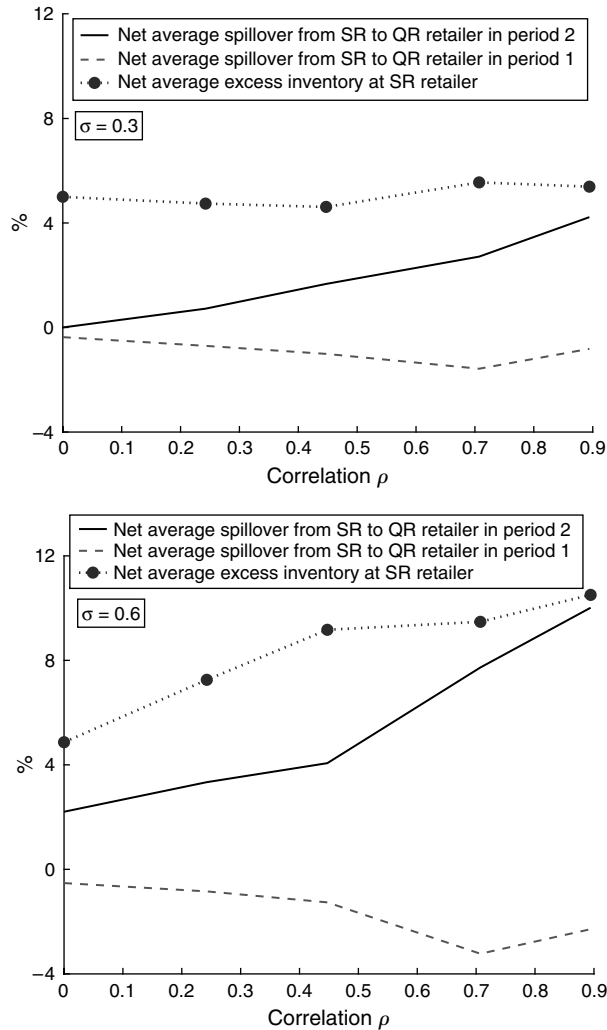 12
Net average spillover from SR to QR retailer in period 2
Net average spillover from SR to QR retailer in period 1
Net average excess inventory at SR retailer
8
σ = 0.3
%
4
0
–4
0 0.1 0.2 0.3 0.4 0.5 0.6 0.7 0.8 0.9
Correlation ρ
Net average spillover from SR to QR retailer in period 2
Net average spillover from SR to QR retailer in period 1
12
Net average excess inventory at SR retailer
σ = 0.6
8
%
4
0
–4
0 0.1 0.2 0.3 0.4 0.5 0.6 0.7 0.8 0.9
Correlation ρ